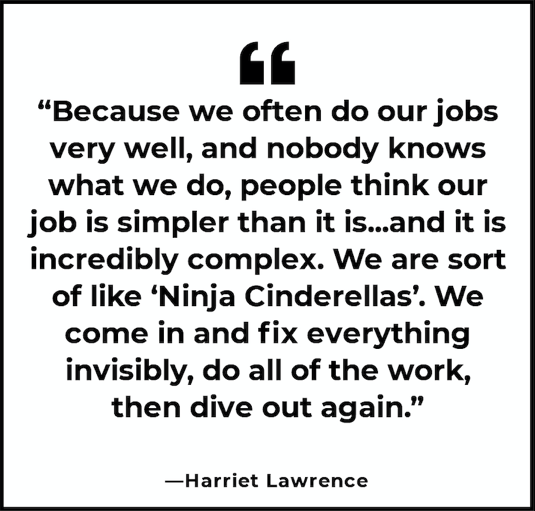 “Because we often do our jobs
very well, and nobody knows
what we do, people think our
job is simpler than it is...and it is
incredibly complex. We are sort
of like ‘Ninja Cinderellas’. We
come in and fix everything
invisibly, do all of the work,
then dive out again.”
—Harriet Lawrence